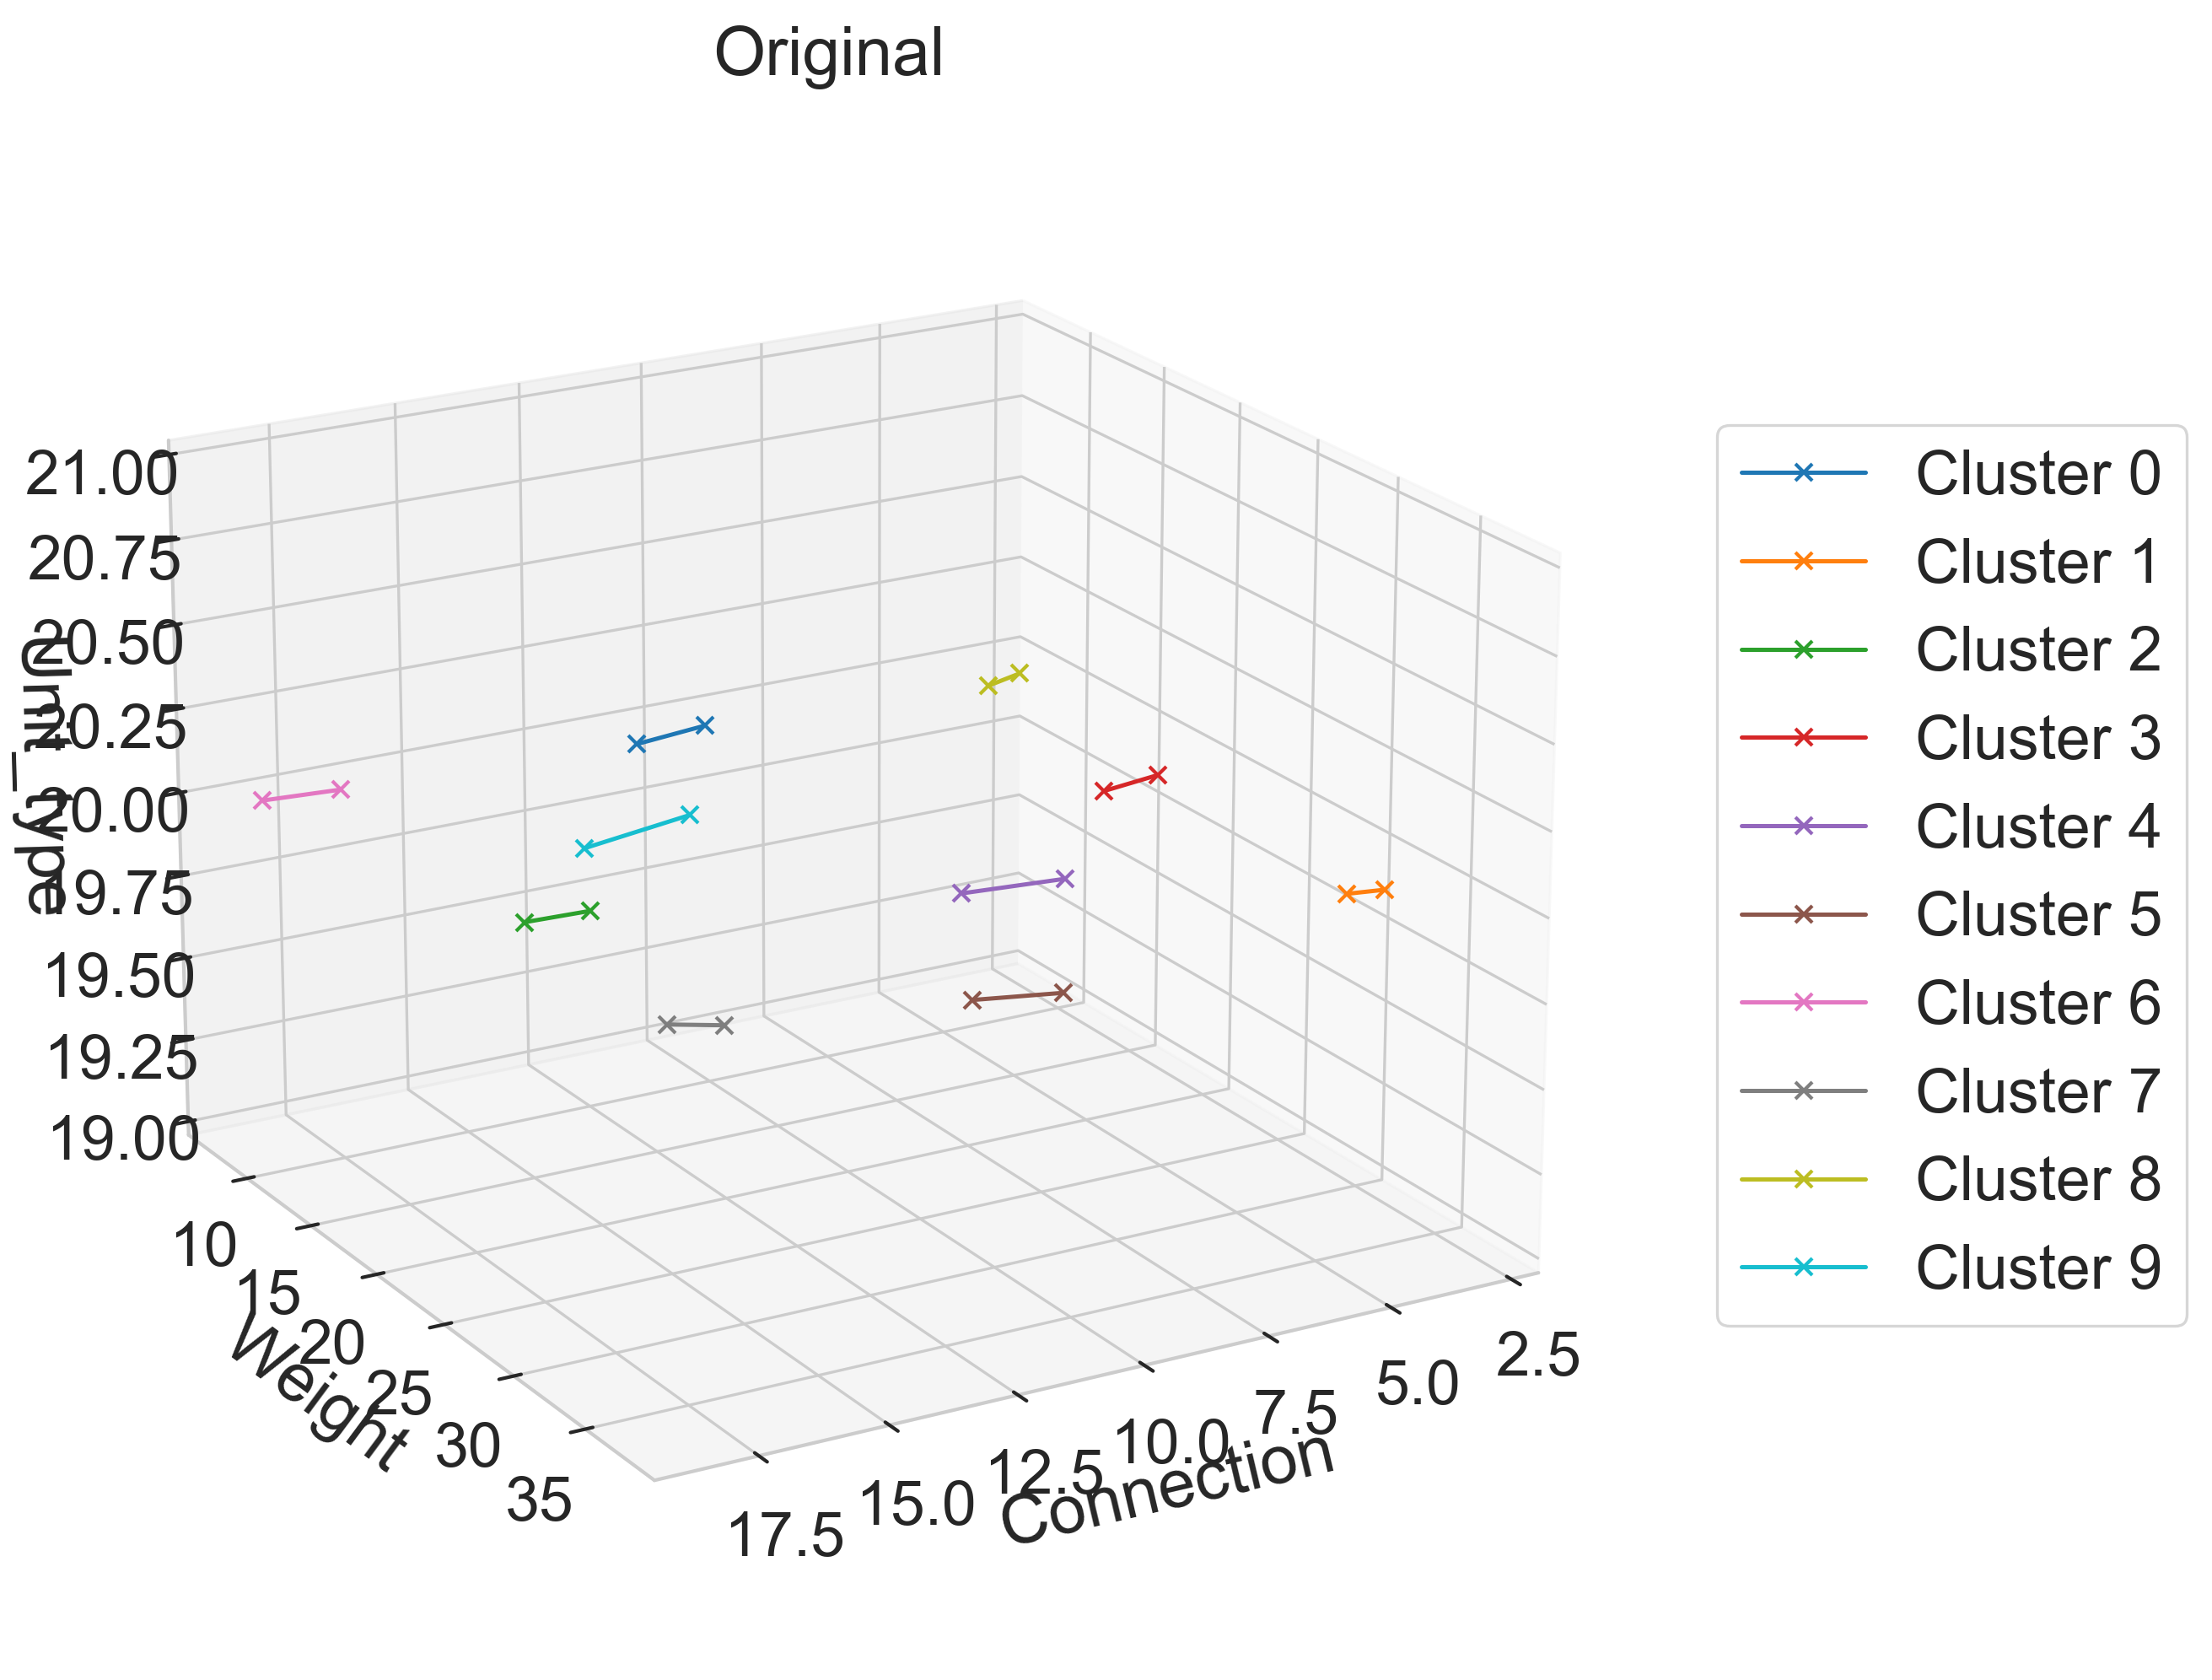 Original
21.00
20.75
20.50
20.25
20.00
19.75
19.50
19.25
19.00
Unit_type
10
15
20
25
30
35
Weight
17.5
15.0
12.5
10.0
7.5
5.0
2.5
Connection
Cluster 0
Cluster 1
Cluster 2
Cluster 3
Cluster 4
Cluster 5
Cluster 6
Cluster 7
Cluster 8
Cluster 9